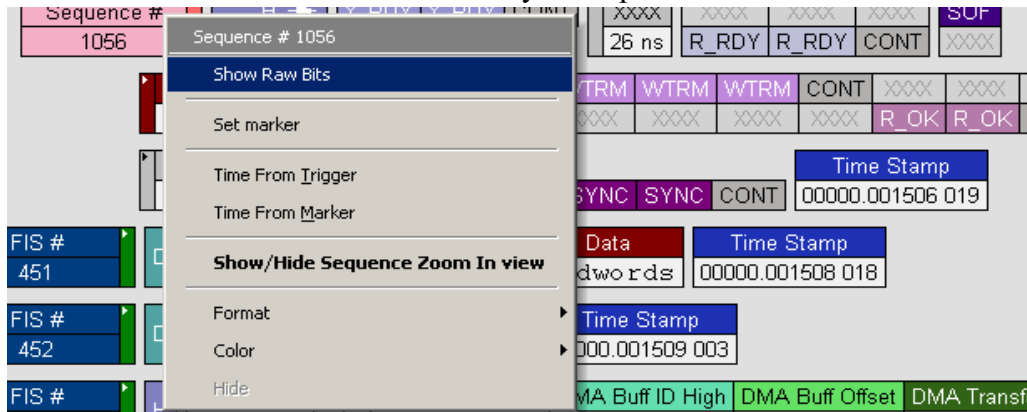 Sequence #
1056
Sequence # 1056
Show Raw Bits
Set marker
Time From Trigger
Time From Marker
Show/Hide Sequence Zoom In view
Format
Color
Hide
XXXX XXXX XXXX XXXX SOF
26 ns R_RDY R_RDY CONT XXXX
WTRM WTRM CONT XXXX XXXX
XXXX XXXX XXXX XXXX R_OK R_OK
SYNC SYNC CONT
Time Stamp
00000.001506 019
FIS #
451
Data
dwords
Time Stamp
00000.001508 018
FIS #
452
Time Stamp
000.001509 003
FIS #
MA Buff ID High DMA Buff Offset DMA Transf